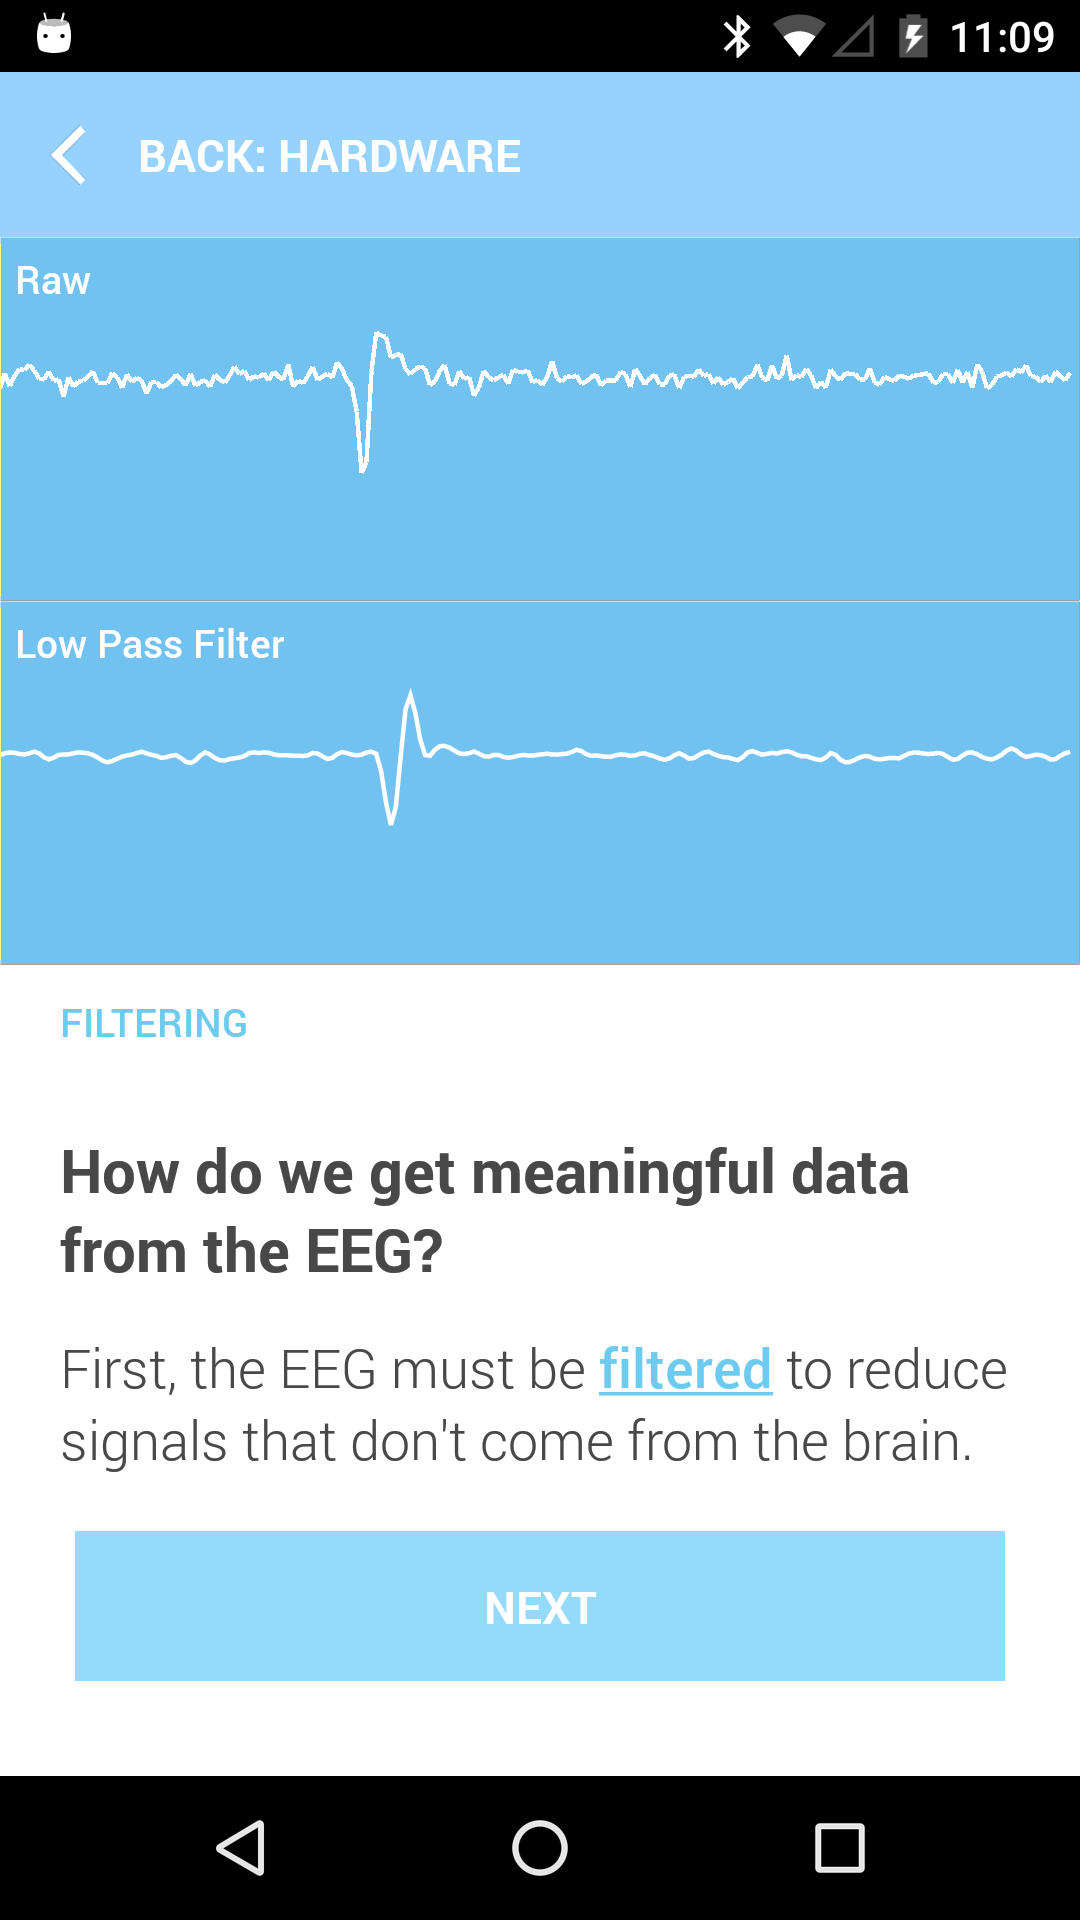 11:09
BACK: HARDWARE
Raw
Low Pass Filter
FILTERING
How do we get meaningful data
from the EEG?
First, the EEG must be filtered to reduce
signals that don't come from the brain.
NEXT